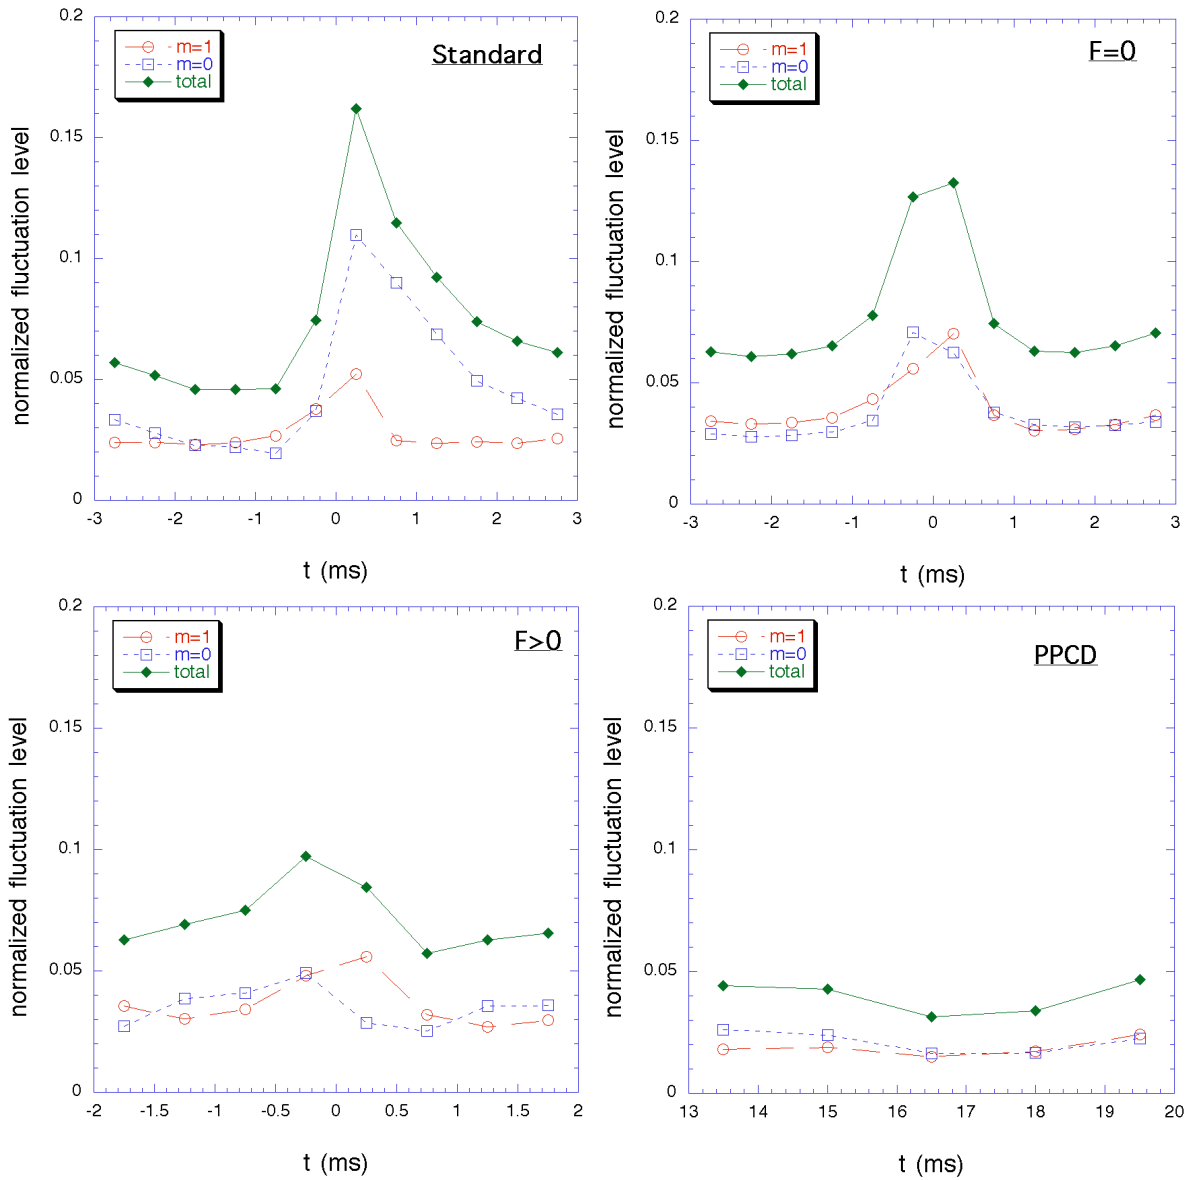 Standard
m=1
m=0
total
0.2
0.15
0.1
0.05
0
normalized fluctuation level
-3 -2 -1 0 1 2 3
t (ms)
F=0
m=1
m=0
total
0.2
0.15
0.1
0.05
0
normalized fluctuation level
-3 -2 -1 0 1 2 3
t (ms)
F>0
m=1
m=0
total
0.2
0.15
0.1
0.05
0
normalized fluctuation level
-2 -1.5 -1 -0.5 0 0.5 1 1.5 2
t (ms)
PPCD
m=1
m=0
total
0.2
0.15
0.1
0.05
0
normalized fluctuation level
13 14 15 16 17 18 19 20
t (ms)